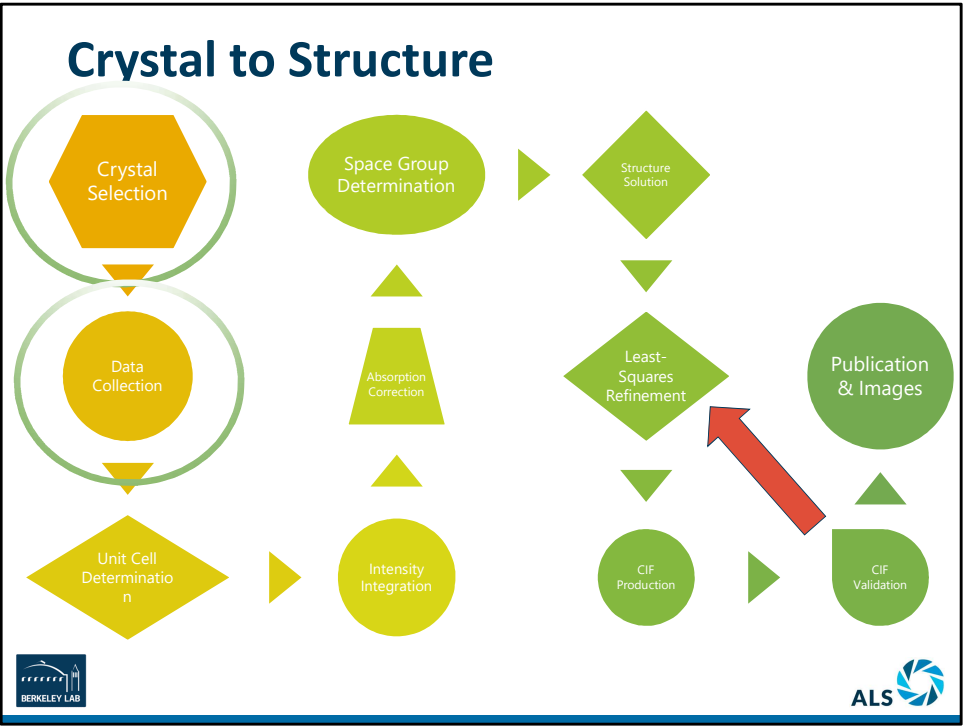 Crystal to Structure
Crystal
Selection
Data
Collection
Unit Cell
Determinatio
n
Intensity
Integration
Absorption
Correction
Space Group
Determination
Structure
Solution
Least-
Squares
Refinement
CIF
Production
CIF
Validation
Publication
& Images
BERKELEY LAB
ALS